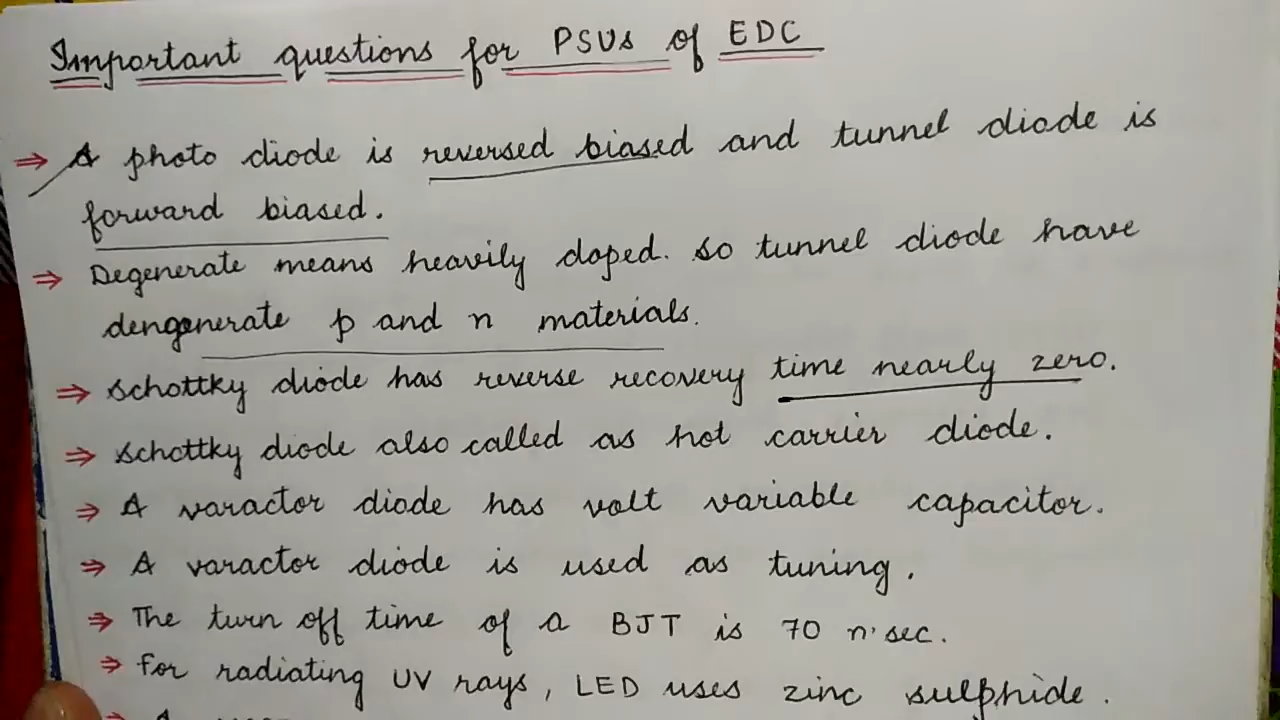 Important questions for PSUs of EDC
⇒ A photo diode is reversed biased and tunnel diode is
forward biased.
⇒ Degenerate means heavily doped. so tunnel diode have
dengenerate p and n materials.
⇒ schottky diode has reverse recovery time nearly zero.
⇒ schottky diode also called as hot carrier diode.
⇒ A varactor diode has volt variable capacitor.
⇒ A varactor diode is used as tuning.
⇒ The turn off time of a BJT is 70 n·sec.
⇒ for radiating UV rays, LED uses zinc sulphide.
⇒ A